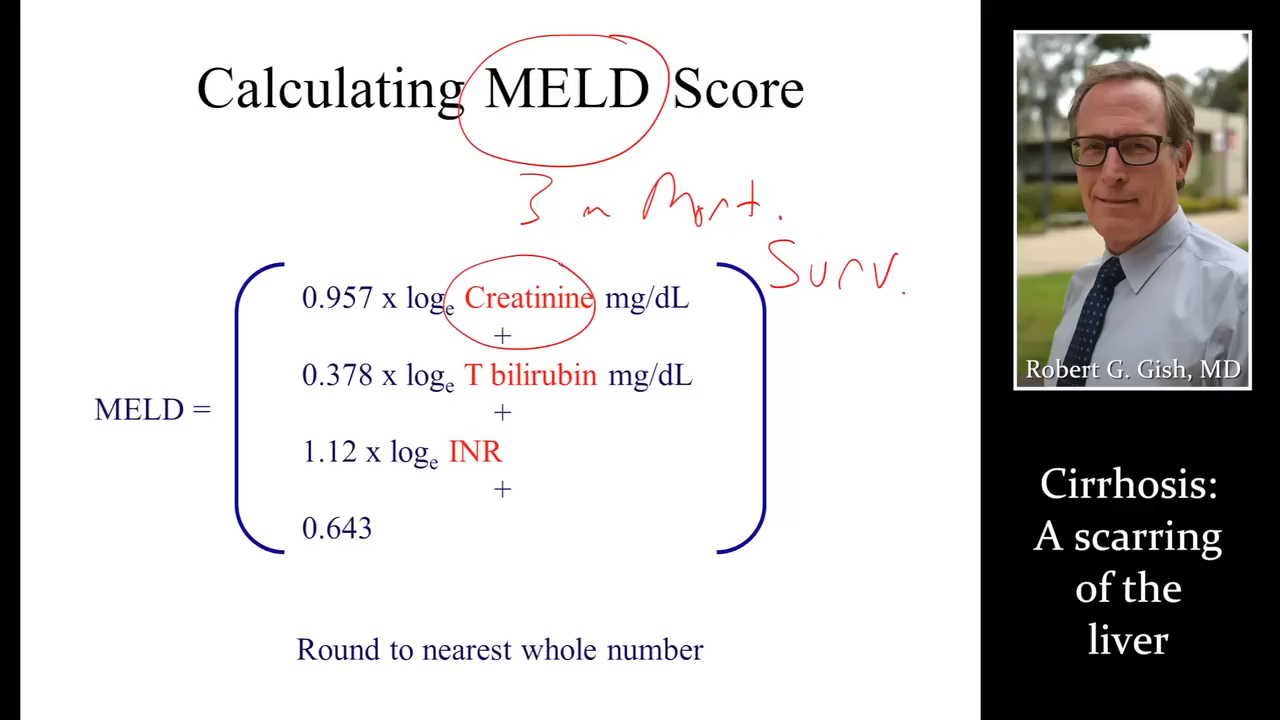 Calculating MELD Score
3 m Mort.
Surv.
0.957 x logₑ Creatinine mg/dL
+
0.378 x logₑ T bilirubin mg/dL
+
MELD =
1.12 x logₑ INR
+
0.643
Round to nearest whole number
Robert G. Gish, MD
Cirrhosis:
A scarring
of the
liver